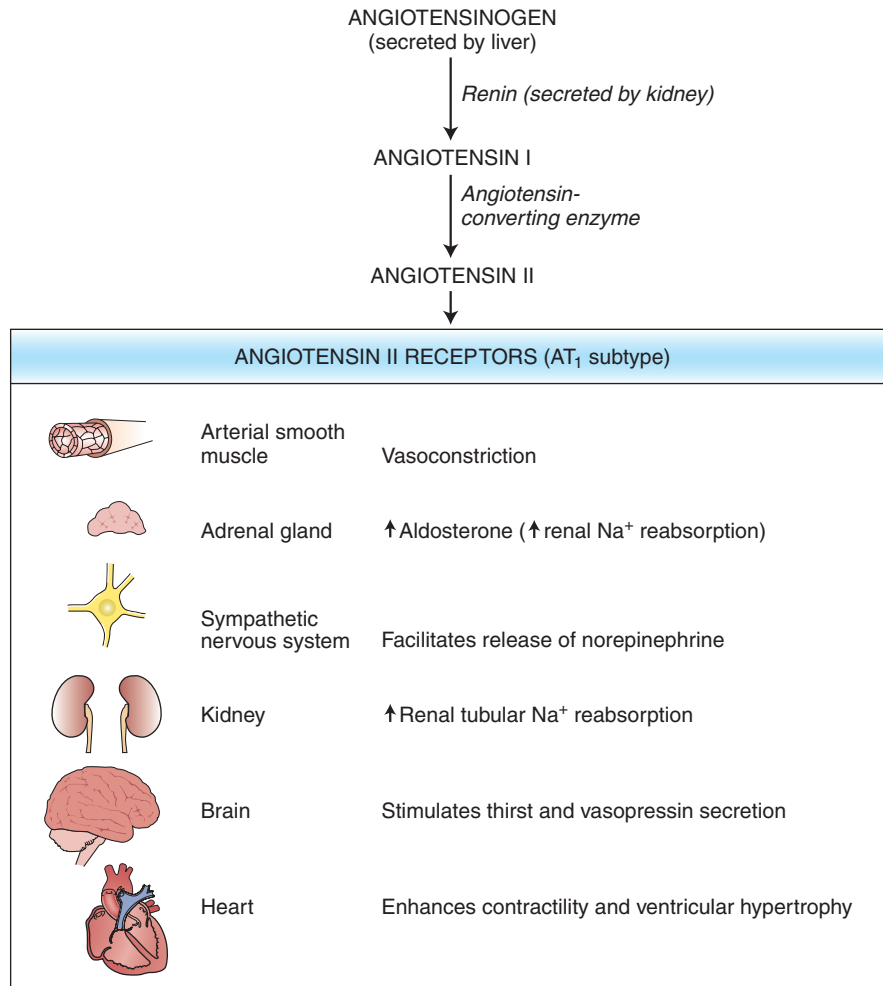 ANGIOTENSINOGEN
(secreted by liver)
Renin (secreted by kidney)
ANGIOTENSIN I
Angiotensin-
converting enzyme
ANGIOTENSIN II
ANGIOTENSIN II RECEPTORS (AT₁ subtype)
Arterial smooth
muscle Vasoconstriction
Adrenal gland ↑Aldosterone (↑renal Na⁺ reabsorption)
Sympathetic
nervous system Facilitates release of norepinephrine
Kidney ↑Renal tubular Na⁺ reabsorption
Brain Stimulates thirst and vasopressin secretion
Heart Enhances contractility and ventricular hypertrophy